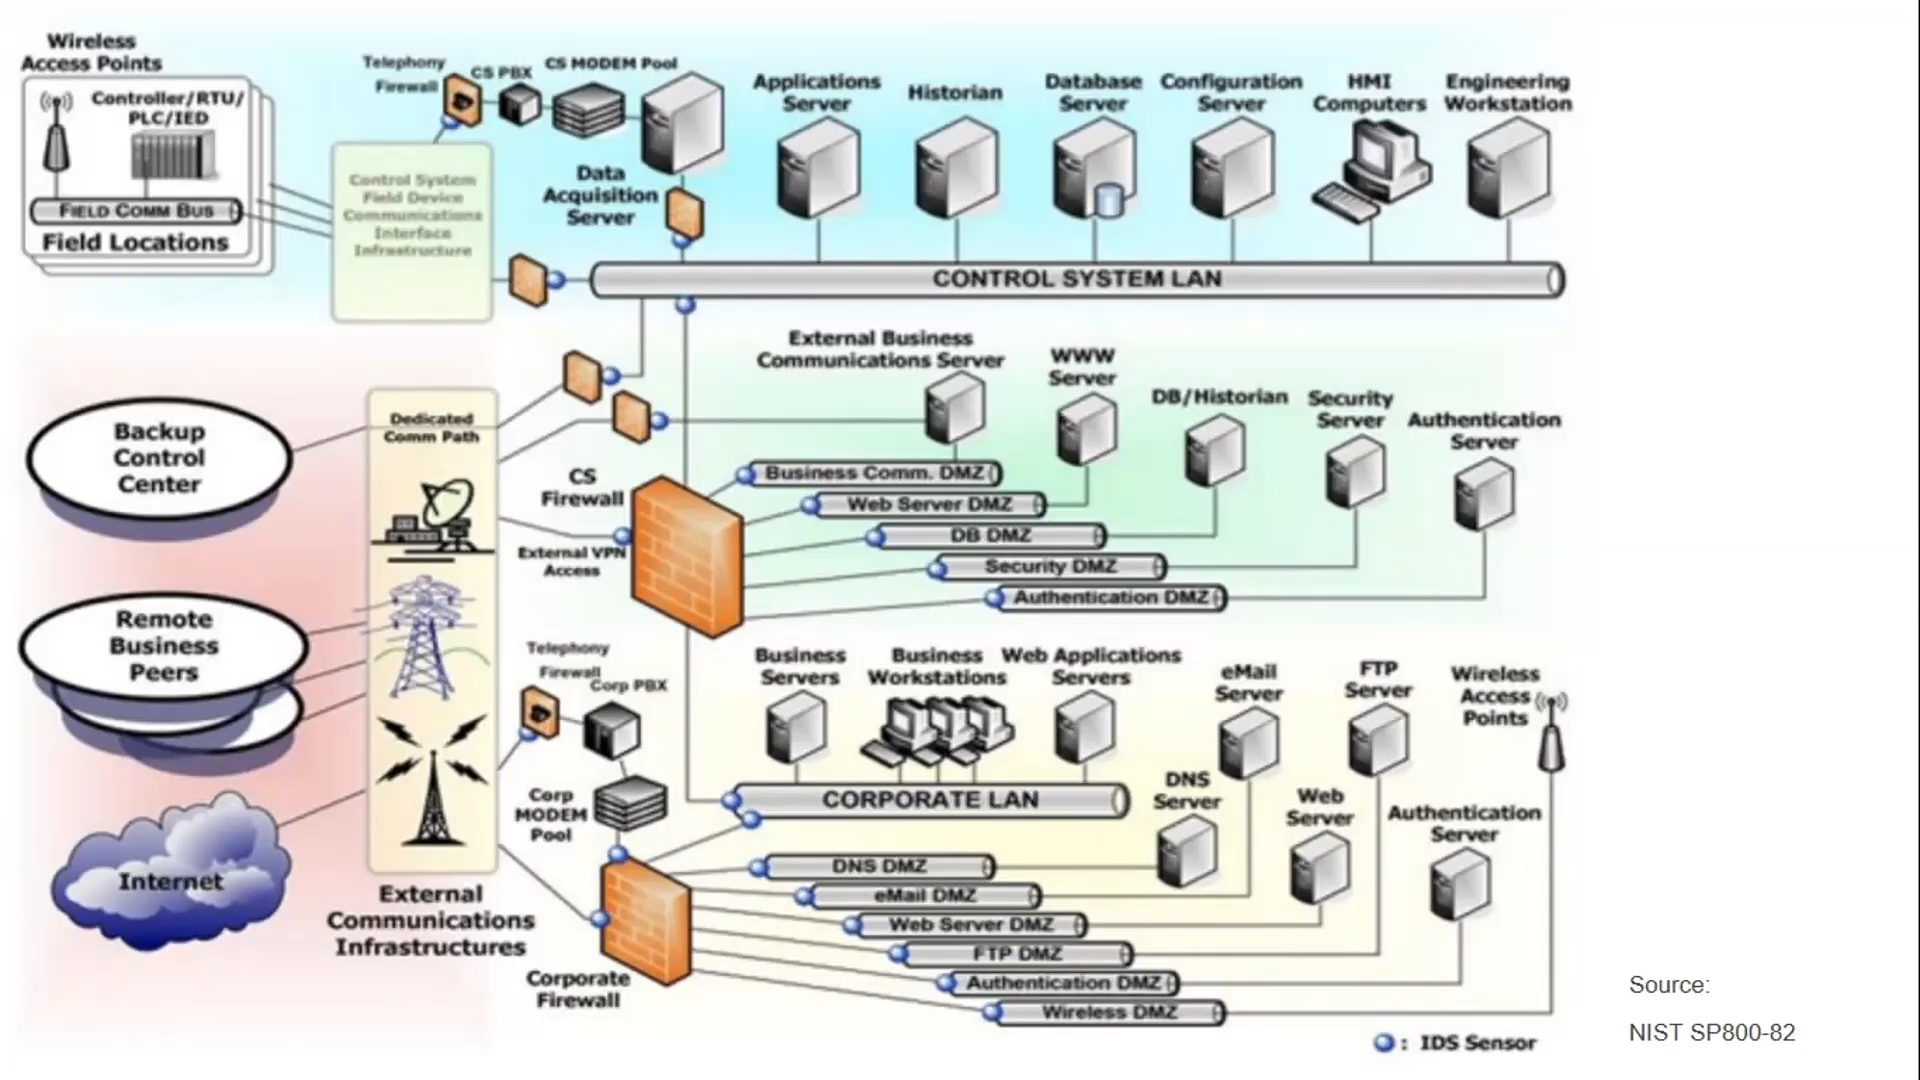 Wireless
Access Points
Controller/RTU/
PLC/IED
FIELD COMM BUS
Field Locations
Telephony
Firewall
CS PBX
CS MODEM Pool
Data
Acquisition
Server
Control System
Field Device
Communications
Interface
Infrastructure
Applications
Server
Historian
Database
Server
Configuration
Server
HMI
Computers
Engineering
Workstation
CONTROL SYSTEM LAN
Backup
Control
Center
Dedicated
Comm Path
External Business
Communications Server
WWW
Server
DB/Historian
Security
Server
Authentication
Server
CS
Firewall
External VPN
Access
Business Comm. DMZ
Web Server DMZ
DB DMZ
Security DMZ
Authentication DMZ
Remote
Business
Peers
Internet
External
Communications
Infrastructures
Telephony
Firewall
Corp PBX
Corp
MODEM
Pool
Corporate
Firewall
Business
Servers
Business
Workstations
Web Applications
Servers
eMail
Server
FTP
Server
Wireless
Access
Points
CORPORATE LAN
DNS
Server
Web
Server
Authentication
Server
DNS DMZ
eMail DMZ
Web Server DMZ
FTP DMZ
Authentication DMZ
Wireless DMZ
: IDS Sensor
Source:
NIST SP800-82